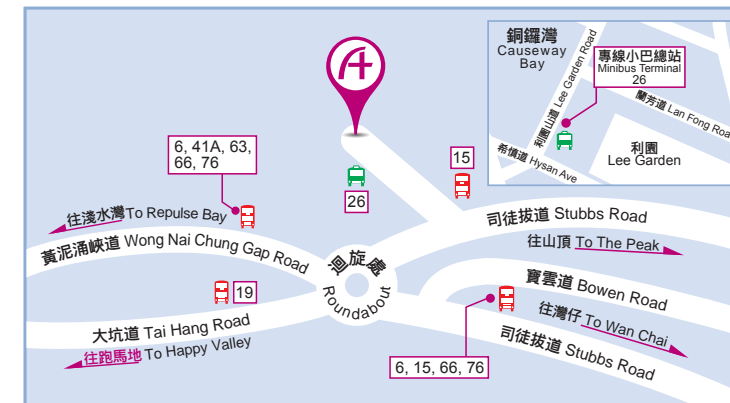 銅鑼灣
Causeway
Bay
利園山道 Lee Garden Road
專線小巴總站
Minibus Terminal
26
蘭芳道 Lan Fong Roa
利園
Lee Garden
希慎道 Hysan Ave
6, 41A, 63,
66, 76
26
15
往淺水灣 To Repulse Bay
黃泥涌峽道 Wong Nai Chung Gap Road
迴旋處
Roundabout
司徒拔道 Stubbs Road
往山頂 To The Peak
寶雲道 Bowen Road
19
大坑道 Tai Hang Road
往跑馬地 To Happy Valley
往灣仔 To Wan Chai
司徒拔道 Stubbs Road
6, 15, 66, 76